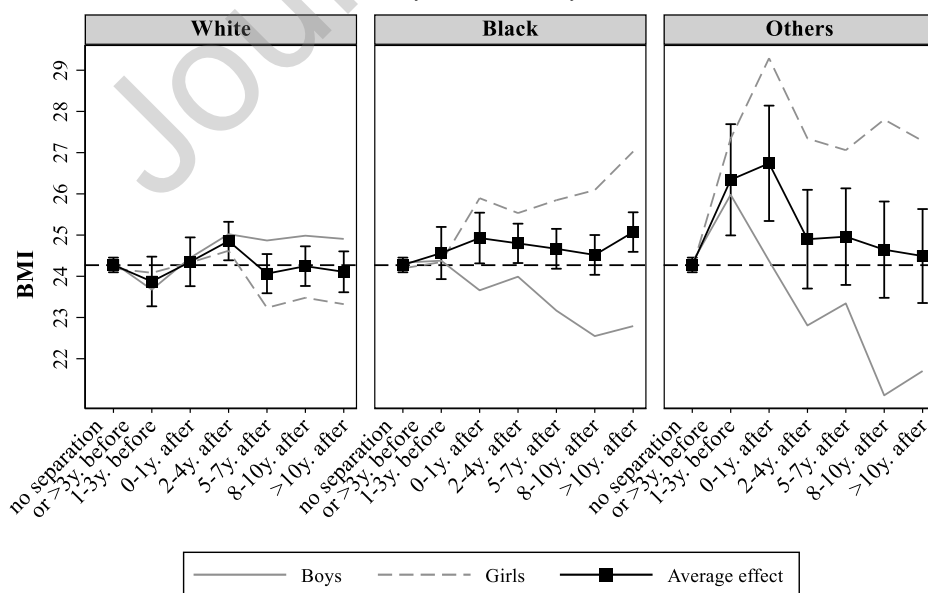 Jour
White
Black
Others
BMI
29
28
27
26
25
24
23
22
no separation
or >3y. before
1-3y. before
0-1y. after
2-4y. after
5-7y. after
8-10y. after
>10y. after
no separation
or >3y. before
1-3y. before
0-1y. after
2-4y. after
5-7y. after
8-10y. after
>10y. after
no separation
or >3y. before
1-3y. before
0-1y. after
2-4y. after
5-7y. after
8-10y. after
>10y. after
Boys
Girls
Average effect